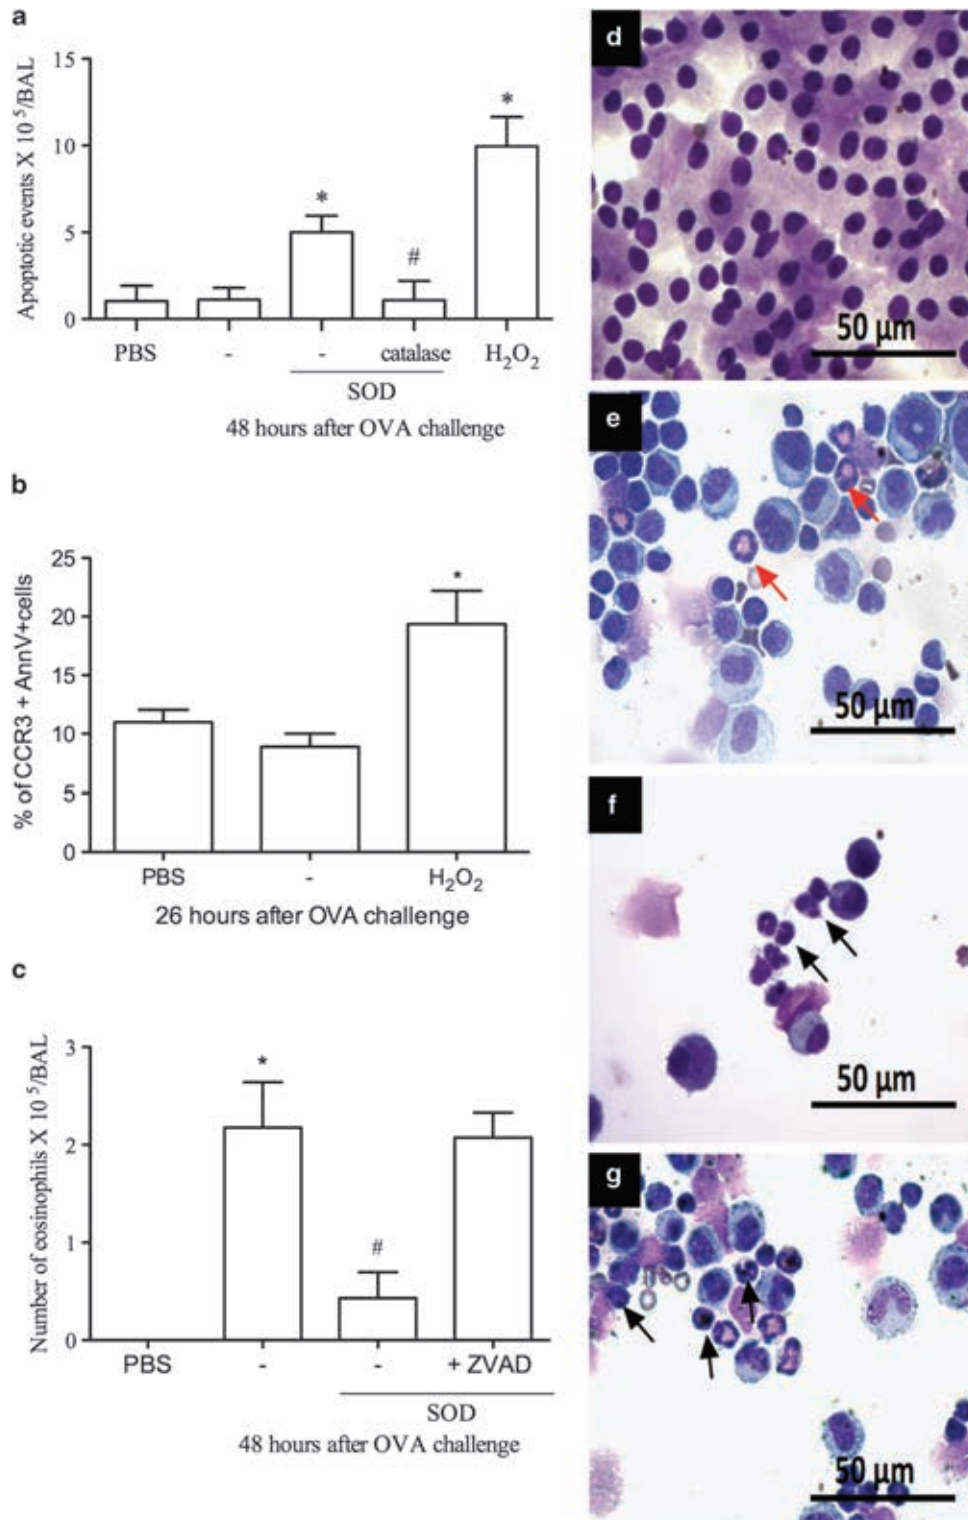 a
Apoptotic events X 10 5/BAL
15
10
5
0
*
#
*
PBS
-
-
catalase
H2O2
SOD
48 hours after OVA challenge
b
% of CCR3 + AnnV+cells
25
20
15
10
5
0
*
PBS
-
H2O2
26 hours after OVA challenge
c
Number of eosinophils X 10 5/BAL
3
2
1
0
*
#
PBS
-
-
+ ZVAD
SOD
48 hours after OVA challenge
d
50 µm
e
50 µm
f
50 µm
g
50 µm